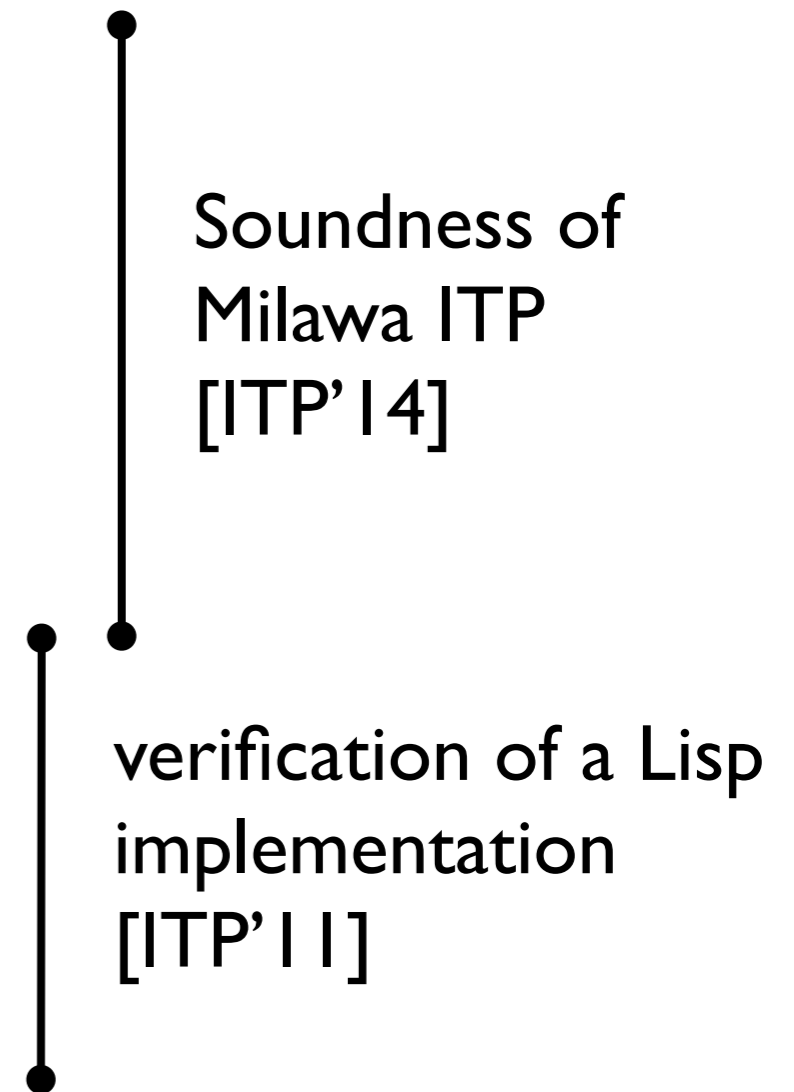 Soundness of
Milawa ITP
[ITP’14]
verification of a Lisp
implementation
[ITP’11]